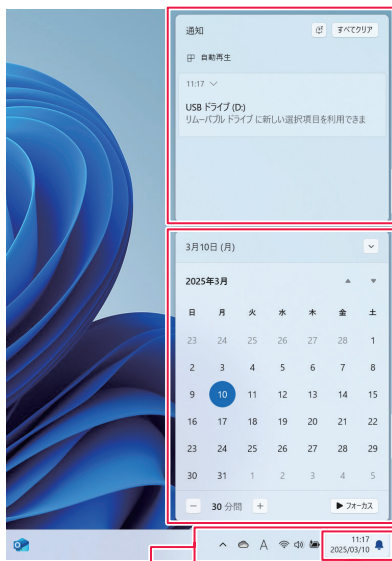 通知 すべてクリア
自動再生
11:17
USB ドライブ (D:)
リムーバブル ドライブ に新しい選択項目を利用できま
3月10日 (月)
2025年3月
日 月 火 水 木 金 土
23 24 25 26 27 28 1
2 3 4 5 6 7 8
9 10 11 12 13 14 15
16 17 18 19 20 21 22
23 24 25 26 27 28 29
30 31 1 2 3 4 5
30 分間 フォーカス
A 11:17
2025/03/10